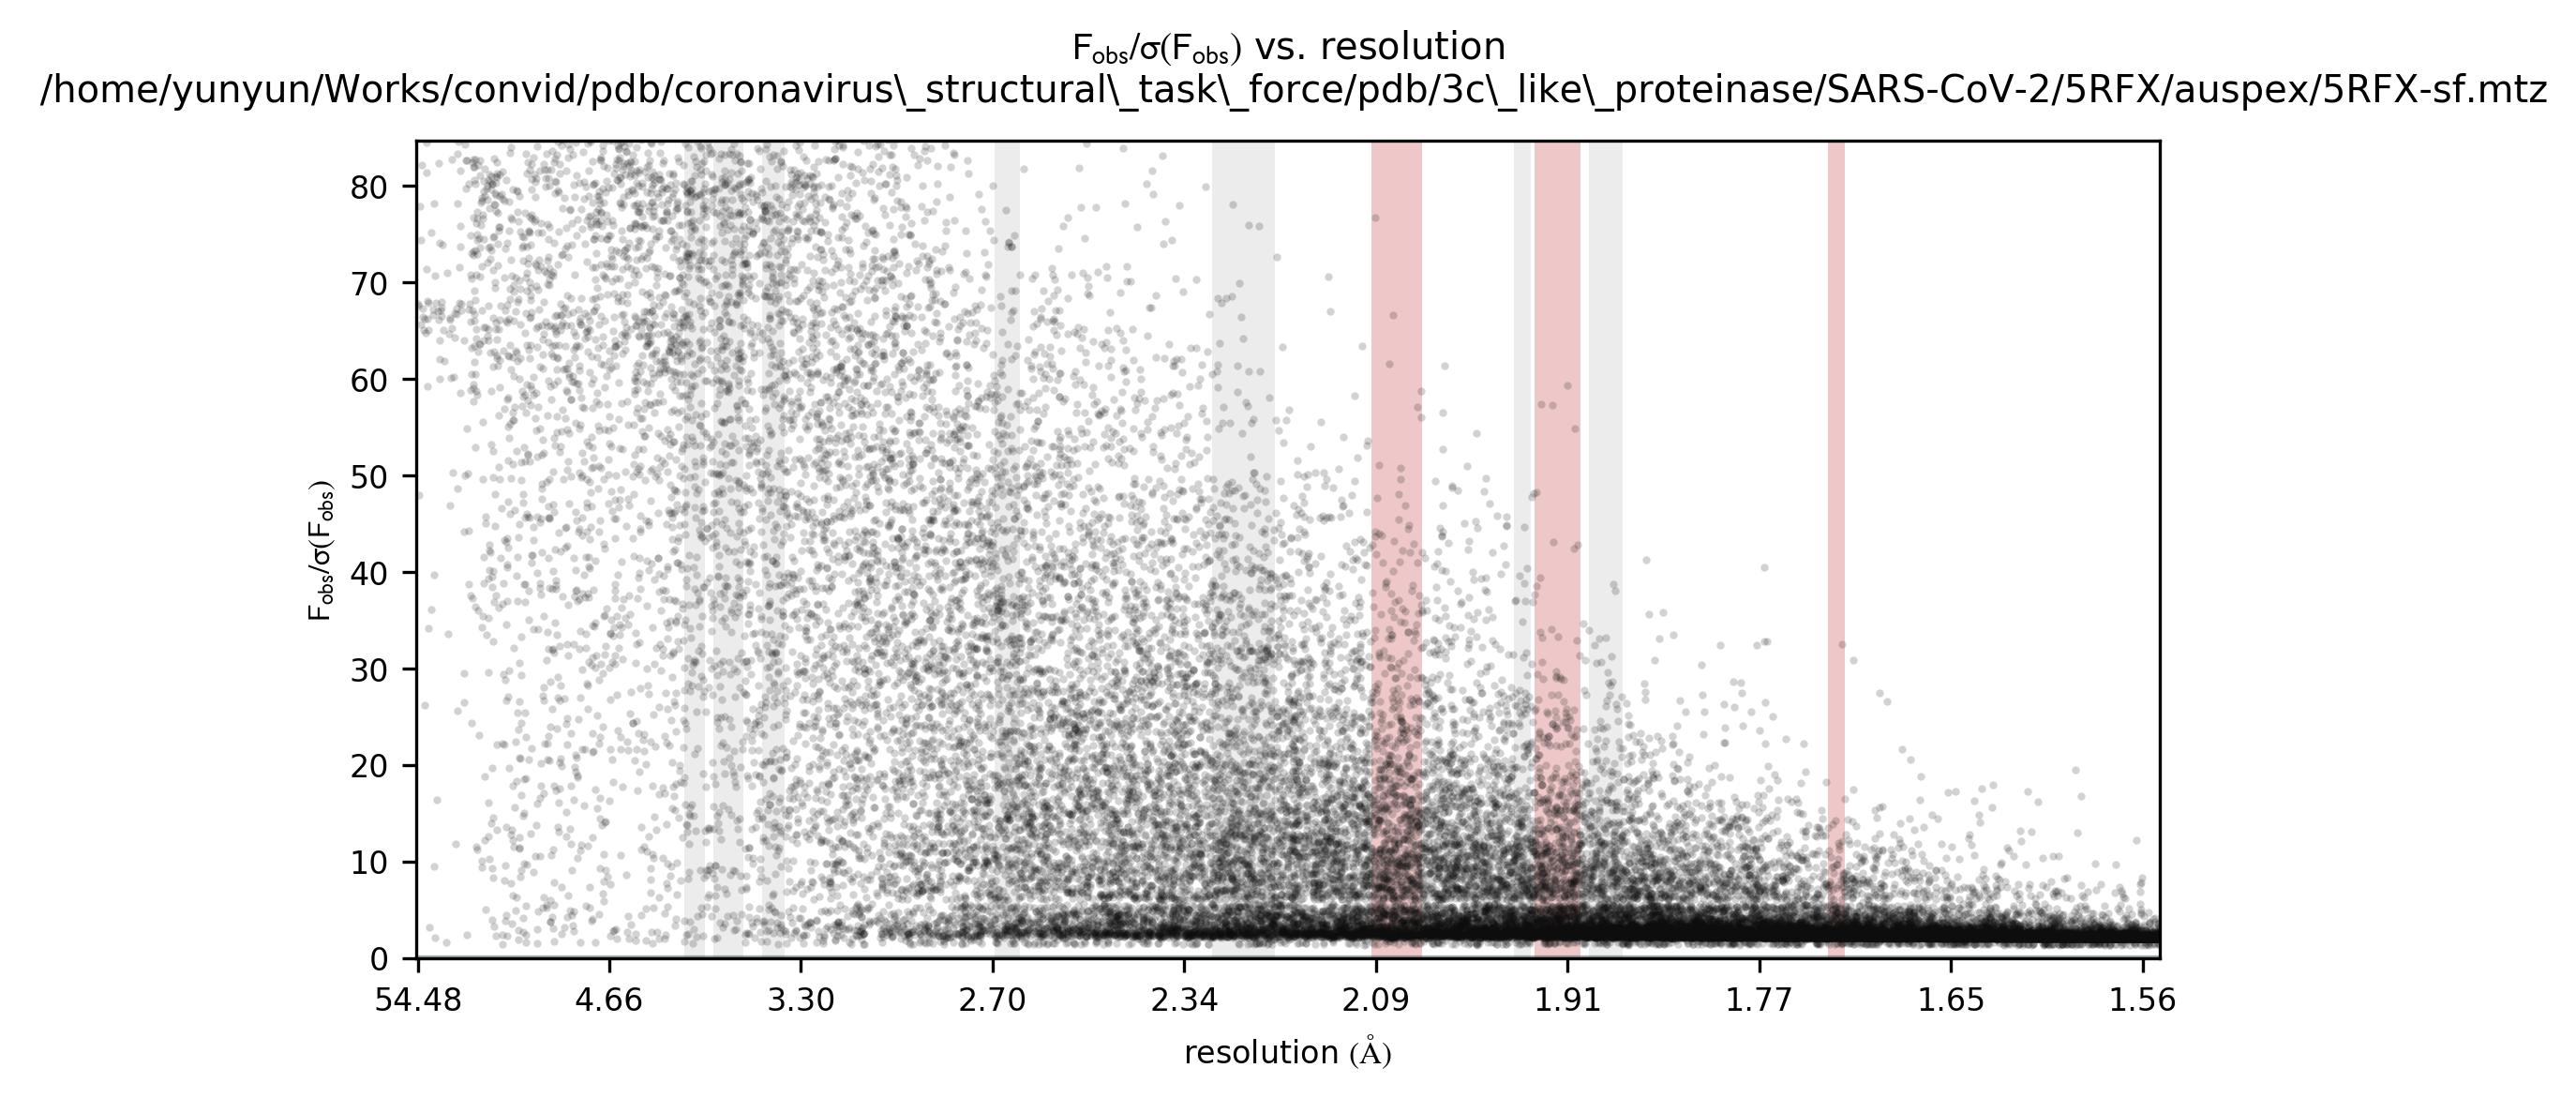 Fobs/σ(Fobs) vs. resolution
/home/yunyun/Works/convid/pdb/coronavirus\_structural\_task\_force/pdb/3c\_like\_proteinase/SARS-CoV-2/5RFX/auspex/5RFX-sf.mtz
80
70
60
50
40
30
20
10
0
Fobs/σ(Fobs)
54.48 4.66 3.30 2.70 2.34 2.09 1.91 1.77 1.65 1.56
resolution (Å)